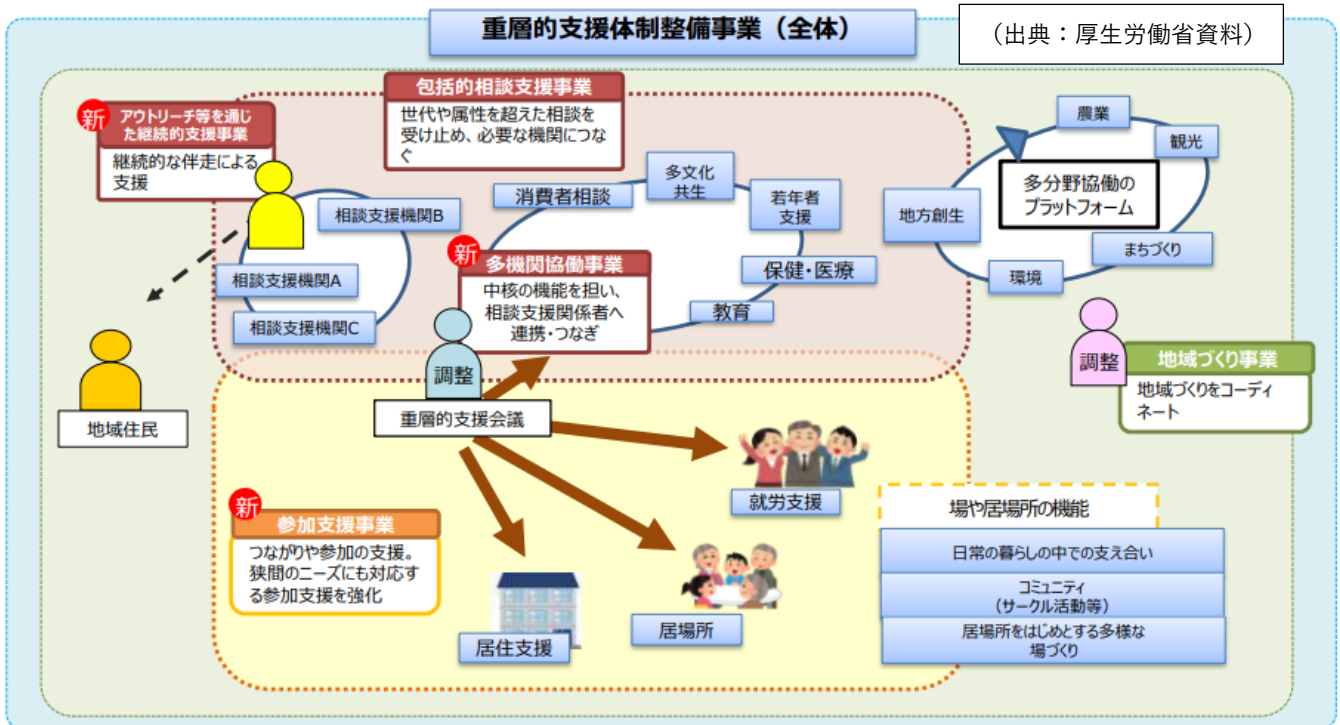 重層的支援体制整備事業（全体）
（出典：厚生労働省資料）
新
アウトリーチ等を通じ
た継続的支援事業
継続的な伴走による
支援
包括的相談支援事業
世代や属性を超えた相談を
受け止め、必要な機関につな
ぐ
相談支援機関B
相談支援機関A
相談支援機関C
消費者相談
多文化
共生
若年者
支援
保健・医療
教育
新
多機関協働事業
中核の機能を担い、
相談支援関係者へ
連携・つなぎ
農業
観光
多分野協働の
プラットフォーム
地方創生
まちづくり
環境
地域住民
調整
重層的支援会議
調整
地域づくり事業
地域づくりをコーディ
ネート
新
参加支援事業
つながりや参加の支援。
狭間のニーズにも対応す
る参加支援を強化
就労支援
居場所
居住支援
場や居場所の機能
日常の暮らしの中での支え合い
コミュニティ
（サークル活動等）
居場所をはじめとする多様な
場づくり